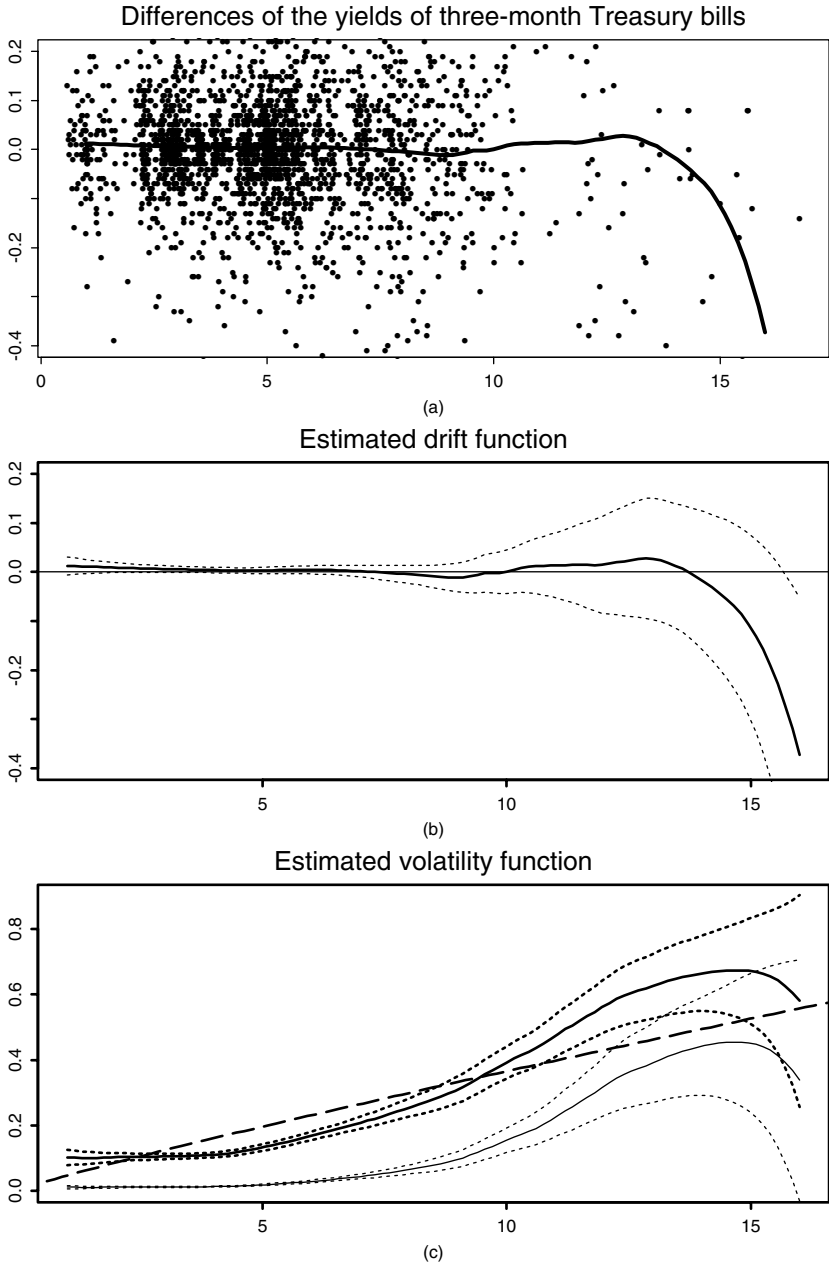 Differences of the yields of three-month Treasury bills
0.2
0.1
0.0
-0.2
-0.4
0 5 10 15
(a)
Estimated drift function
0.2
0.1
0.0
-0.2
-0.4
5 10 15
(b)
Estimated volatility function
0.8
0.6
0.4
0.2
0.0
5 10 15
(c)